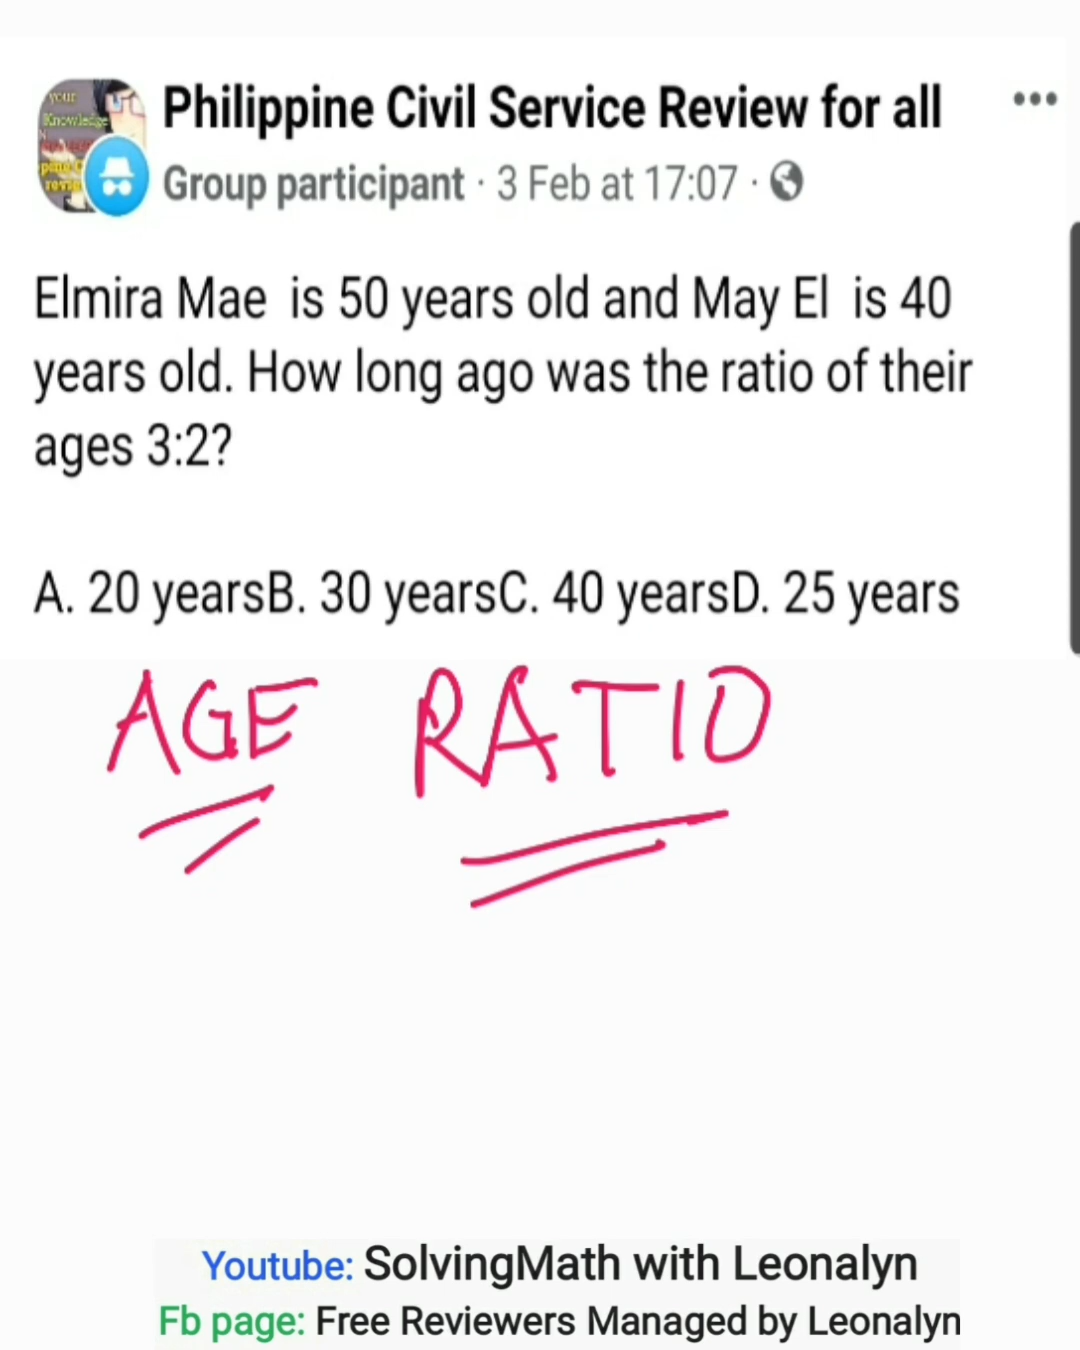 your
Knowledge
Philippine Civil Service Review for all
Group participant · 3 Feb at 17:07 ·
Elmira Mae is 50 years old and May El is 40
years old. How long ago was the ratio of their
ages 3:2?
A. 20 yearsB. 30 yearsC. 40 yearsD. 25 years
AGE RATIO
Youtube: SolvingMath with Leonalyn
Fb page: Free Reviewers Managed by Leonalyn